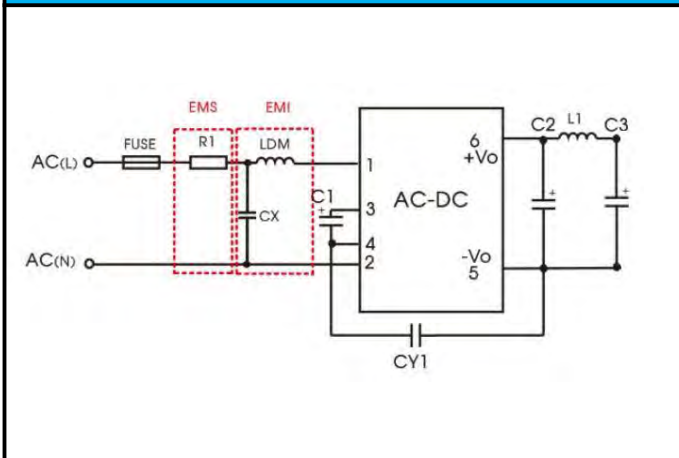 EMS EMI
FUSE R1 LDM
AC(L)
CX
AC(N)
C1
+
1
3
4
2
AC-DC
6
+Vo
-Vo
5
C2 L1 C3
+ +
CY1